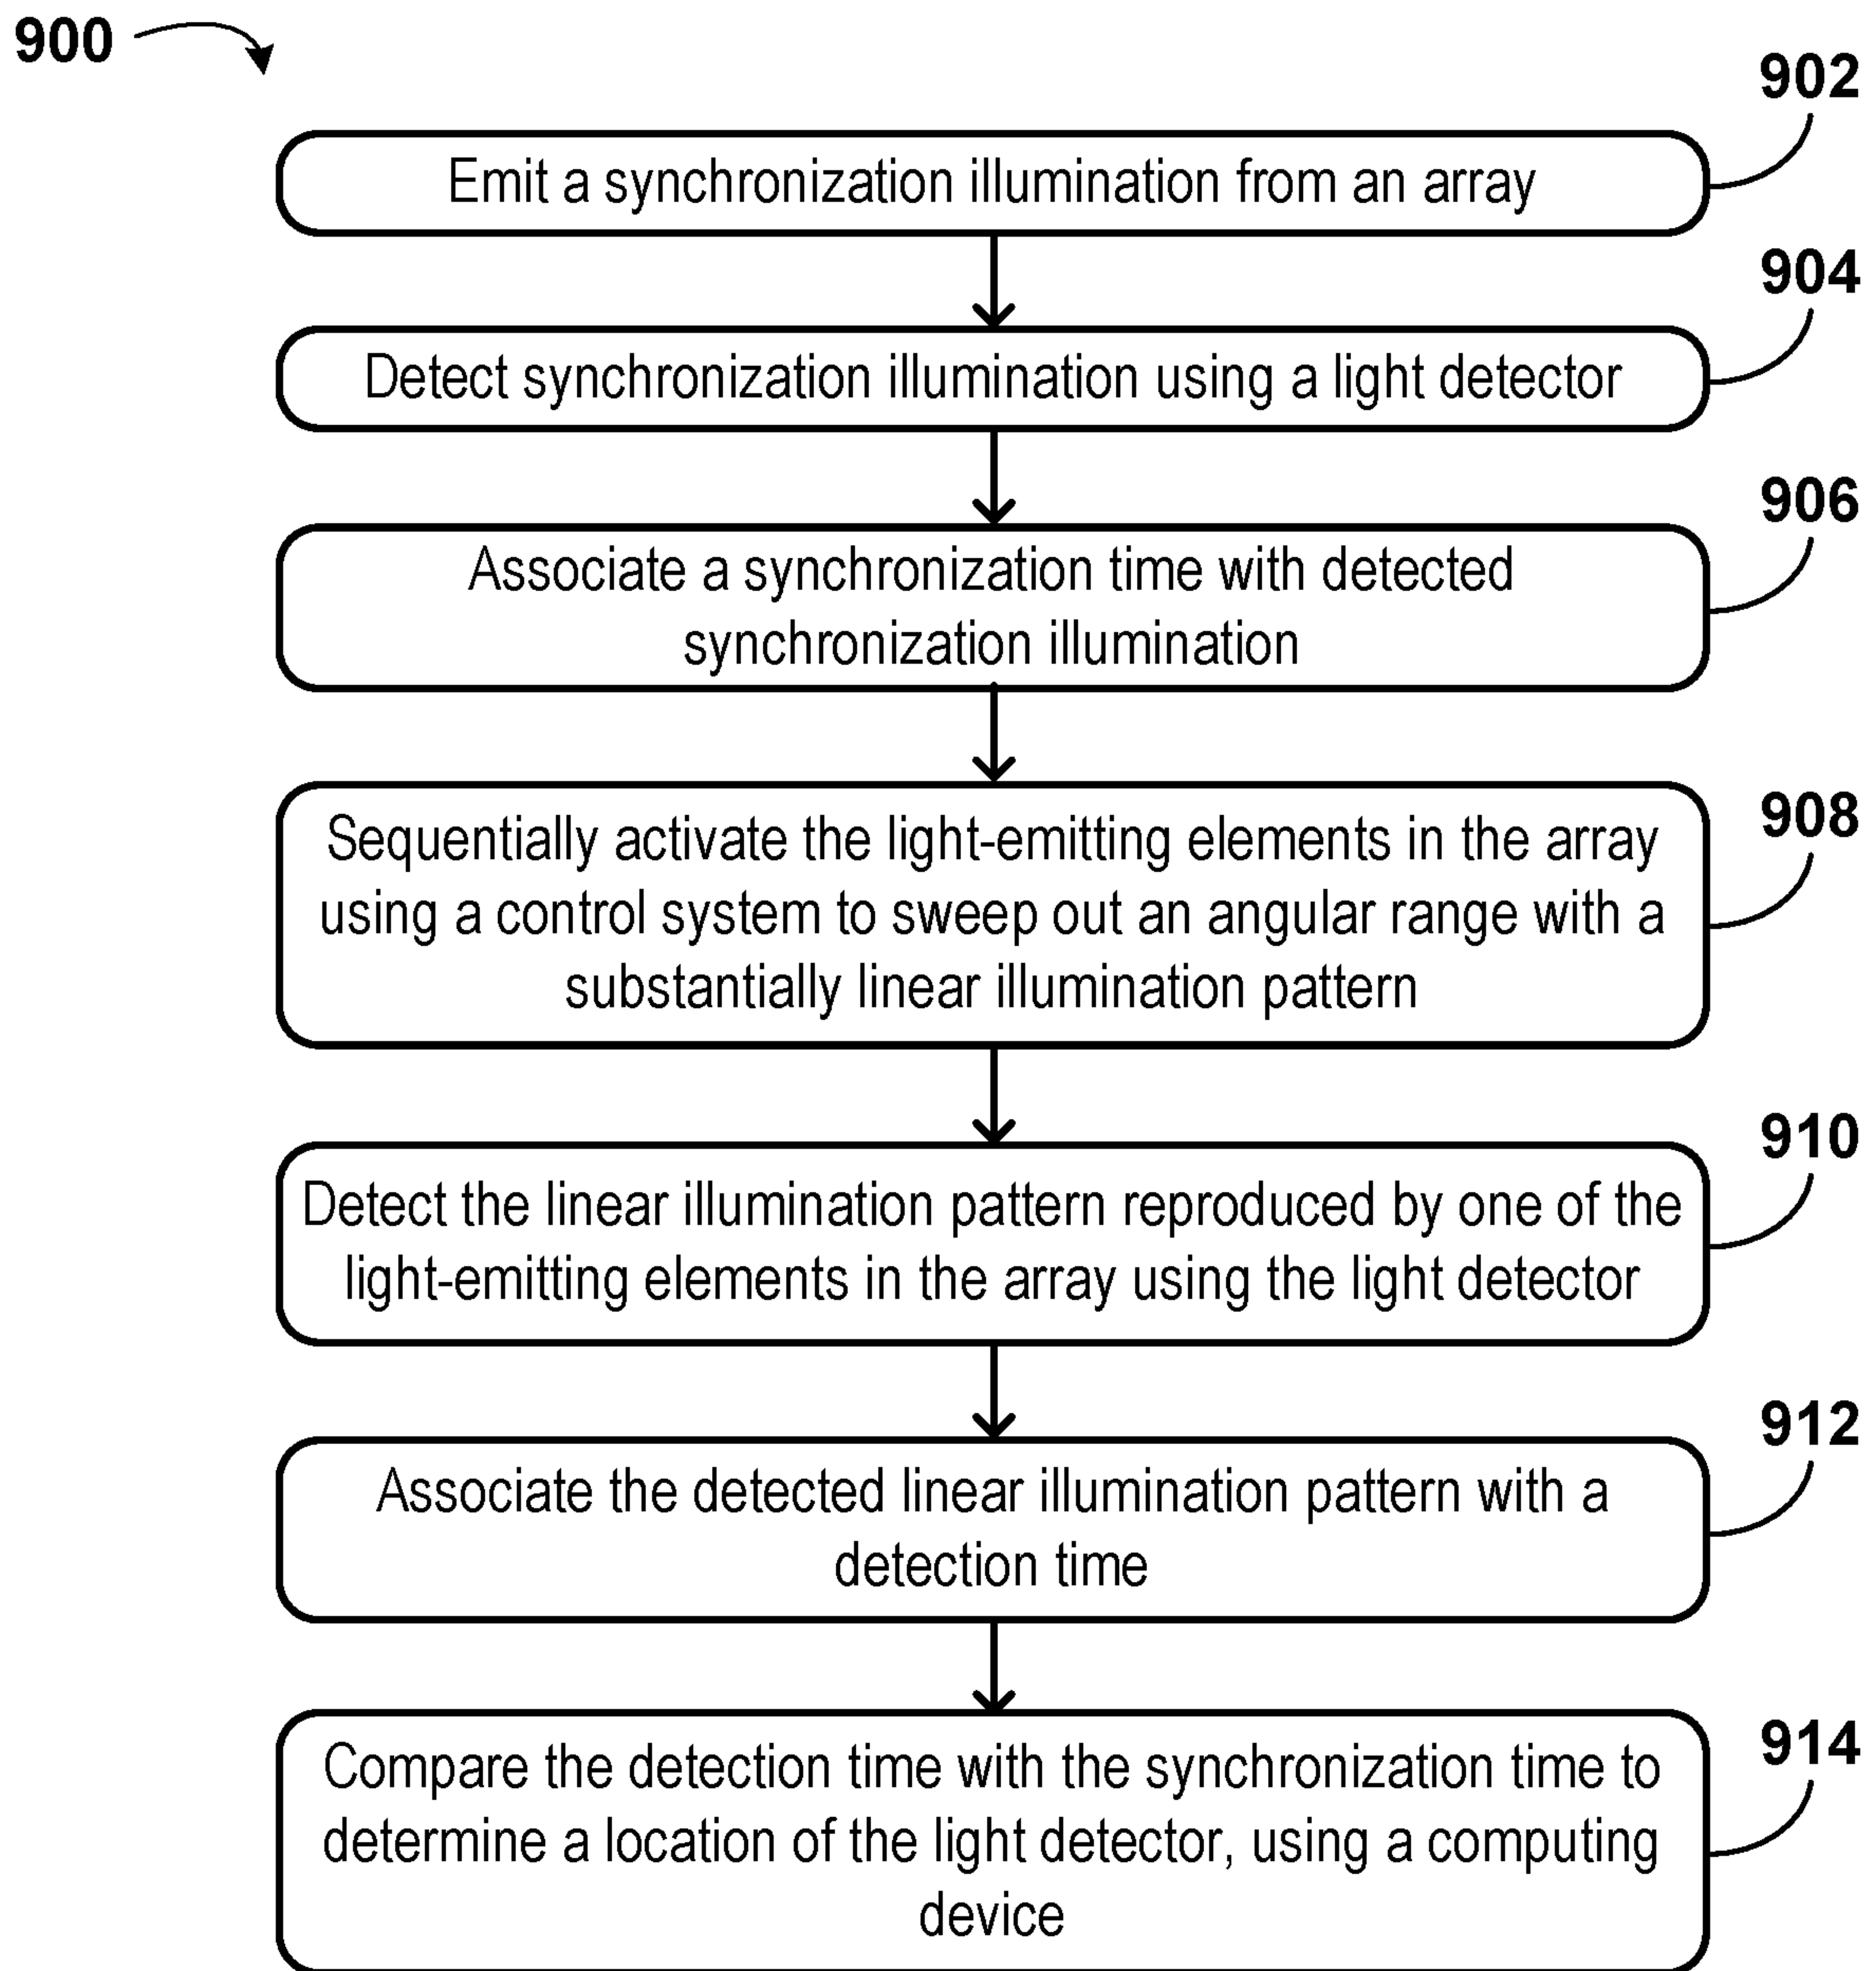 900
902
Emit a synchronization illumination from an array
904
Detect synchronization illumination using a light detector
906
Associate a synchronization time with detected
synchronization illumination
908
Sequentially activate the light-emitting elements in the array
using a control system to sweep out an angular range with a
substantially linear illumination pattern
910
Detect the linear illumination pattern reproduced by one of the
light-emitting elements in the array using the light detector
912
Associate the detected linear illumination pattern with a
detection time
914
Compare the detection time with the synchronization time to
determine a location of the light detector, using a computing
device